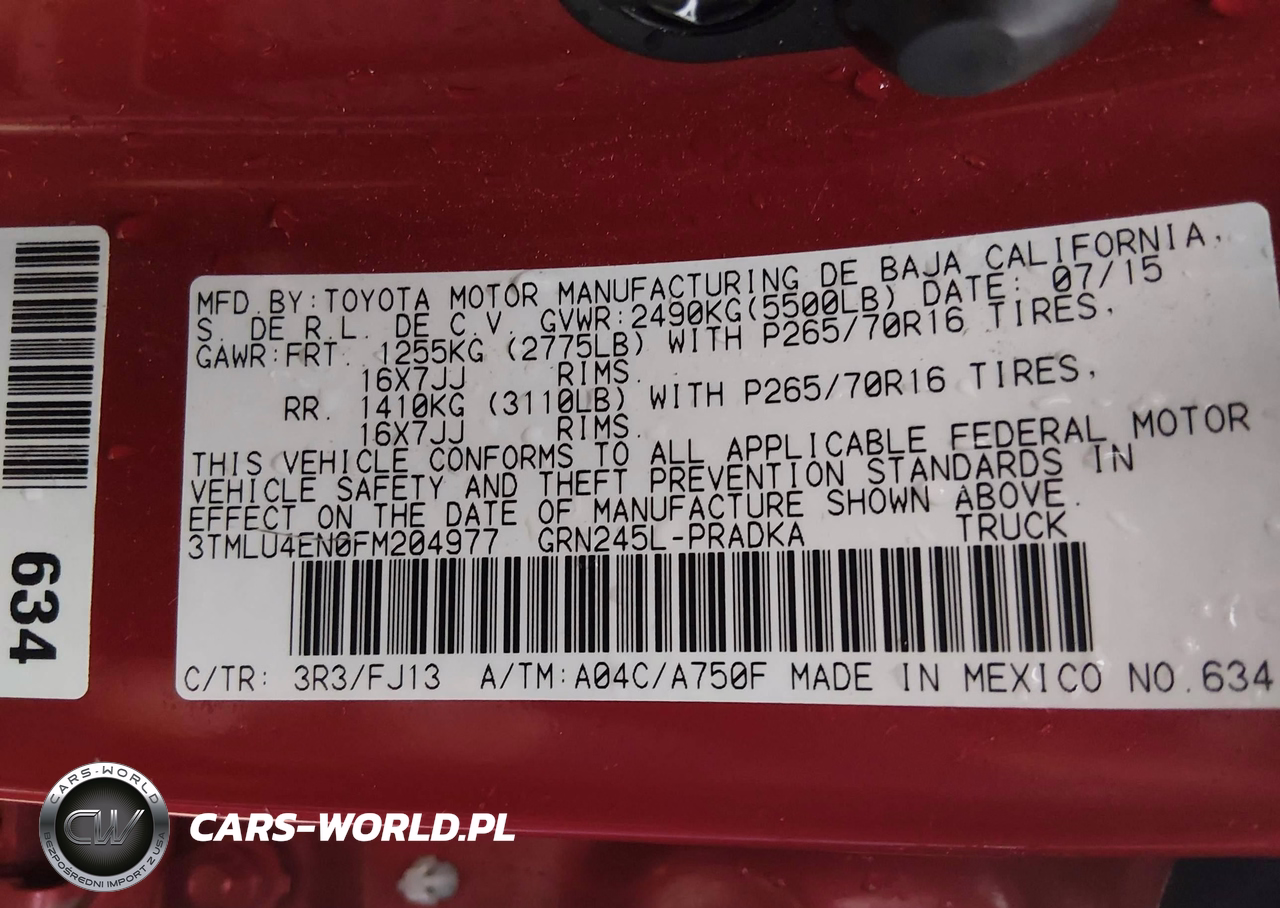 MFD.BY:TOYOTA MOTOR MANUFACTURING DE BAJA CALIFORNIA,
S. DE R.L. DE C.V. GVWR:2490KG(5500LB) DATE: 07/15
GAWR:FRT. 1255KG (2775LB) WITH P265/70R16 TIRES,
16X7JJ RIMS.
RR. 1410KG (3110LB) WITH P265/70R16 TIRES,
16X7JJ RIMS.
THIS VEHICLE CONFORMS TO ALL APPLICABLE FEDERAL MOTOR
VEHICLE SAFETY AND THEFT PREVENTION STANDARDS IN
EFFECT ON THE DATE OF MANUFACTURE SHOWN ABOVE.
3TMLU4EN0FM204977 GRN245L-PRADKA TRUCK
C/TR: 3R3/FJ13 A/TM:A04C/A750F MADE IN MEXICO NO.634
634
CARS-WORLD
CW
BEZPOŚREDNI IMPORT Z USA
CARS-WORLD.PL